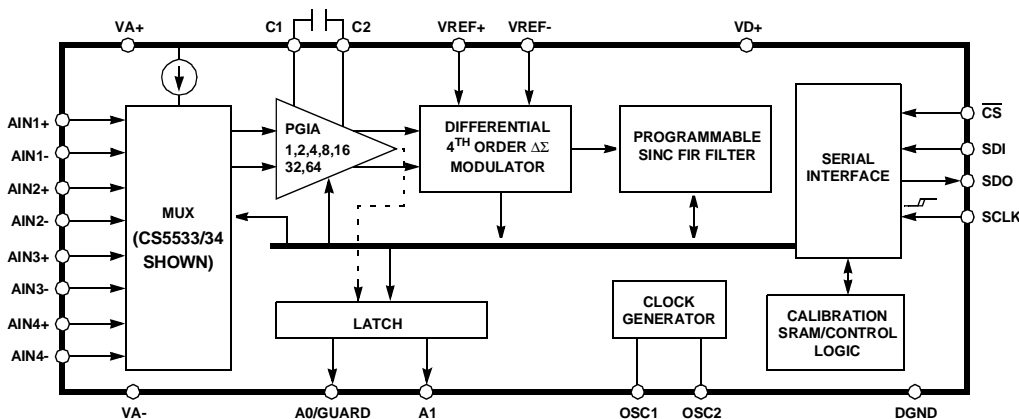 VA+
C1
C2
VREF+
VREF-
VD+
AIN1+
AIN1-
AIN2+
AIN2-
AIN3+
AIN3-
AIN4+
AIN4-
MUX
(CS5533/34
SHOWN)
PGIA
1,2,4,8,16
32,64
DIFFERENTIAL
4TH ORDER ΔΣ
MODULATOR
PROGRAMMABLE
SINC FIR FILTER
SERIAL
INTERFACE
CS
SDI
SDO
SCLK
LATCH
CLOCK
GENERATOR
CALIBRATION
SRAM/CONTROL
LOGIC
VA-
A0/GUARD
A1
OSC1
OSC2
DGND